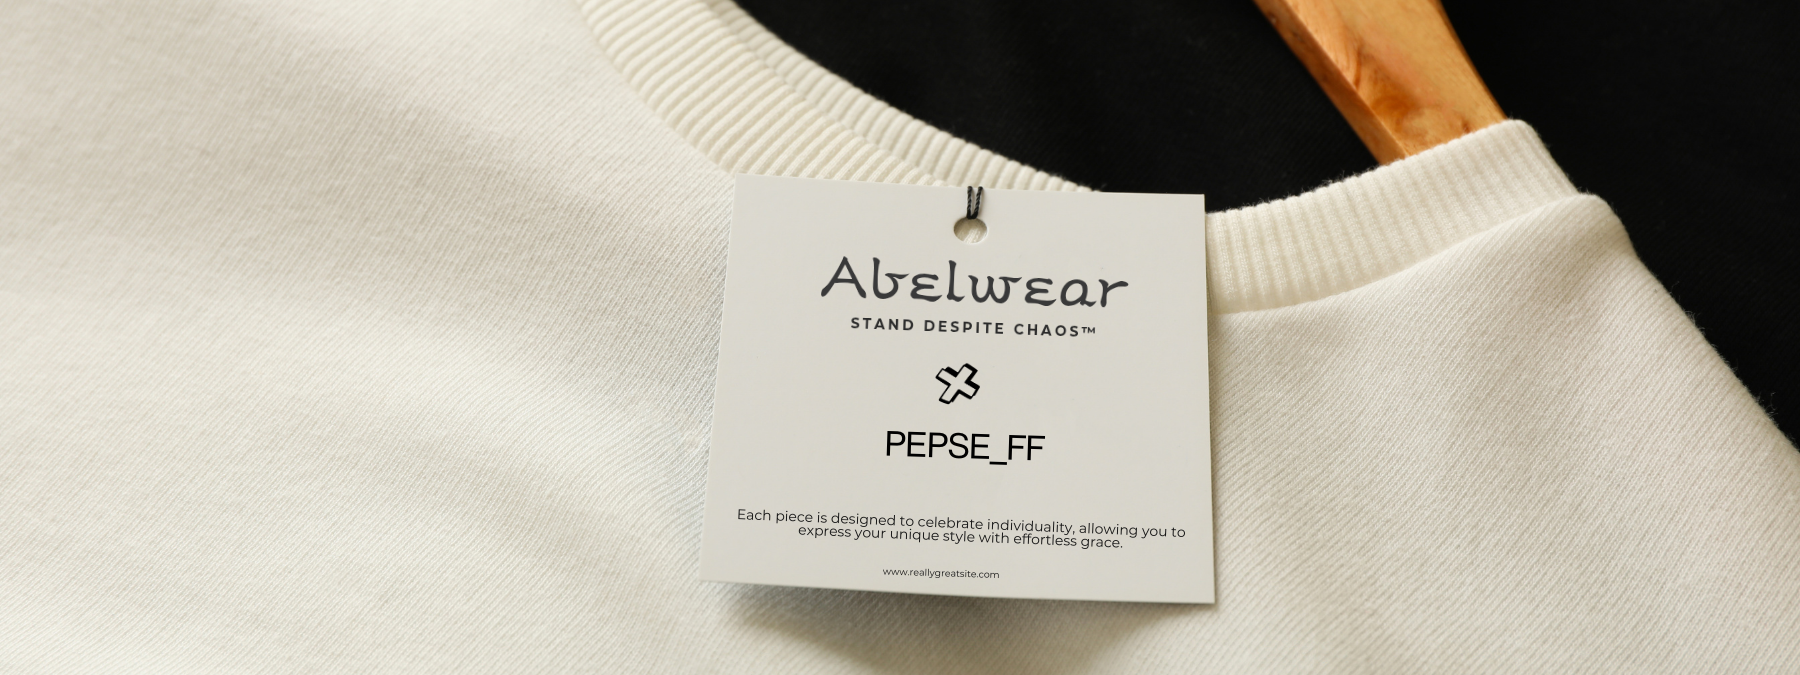 Abelwear
STAND DESPITE CHAOS™
PEPSE_FF
Each piece is designed to celebrate individuality, allowing you to
express your unique style with effortless grace.
www.reallygreatsite.com